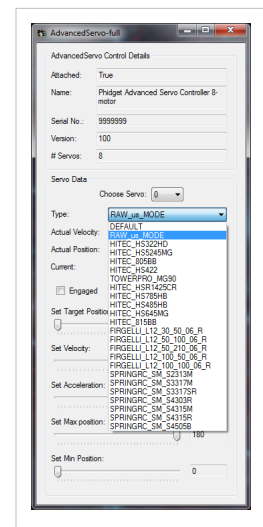 AdvancedServo-full
AdvancedServo Control Details
Attached: True
Name: Phidget Advanced Servo Controller 8-
motor
Serial No.: 9999999
Version: 100
# Servos: 8
Servo Data
Choose Servo: 0
Type: RAW_us_MODE
DEFAULT
Actual Velocity: RAW_us_MODE
HITEC_HS322HD
Actual Position: HITEC_HS5245MG
HITEC_805BB
Current: HITEC_HS422
TOWERPRO_MG90
HITEC_HSR1425CR
Engaged HITEC_HS785HB
HITEC_HS485HB
Set Target Position HITEC_HS645MG
HITEC_815BB
FIRGELLI_L12_30_50_06_R
FIRGELLI_L12_50_100_06_R
Set Velocity: FIRGELLI_L12_50_210_06_R
FIRGELLI_L12_100_50_06_R
FIRGELLI_L12_100_100_06_R
SPRINGRC_SM_S2313M
Set Acceleration: SPRINGRC_SM_S3317M
SPRINGRC_SM_S3317SR
SPRINGRC_SM_S4303R
SPRINGRC_SM_S4315M
Set Max position: SPRINGRC_SM_S4315R
SPRINGRC_SM_S4505B
180
Set Min Position:
0